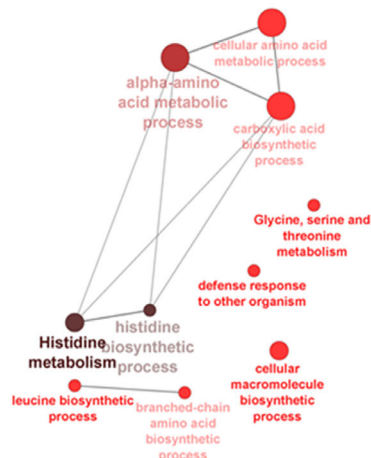 cellular amino acid
metabolic process
alpha-amino
acid metabolic
process
carboxylic acid
biosynthetic
process
Glycine, serine and
threonine
metabolism
defense response
to other organism
Histidine
metabolism
histidine
biosynthetic
process
cellular
macromolecule
biosynthetic
process
leucine biosynthetic
process
branched-chain
amino acid
biosynthetic
process